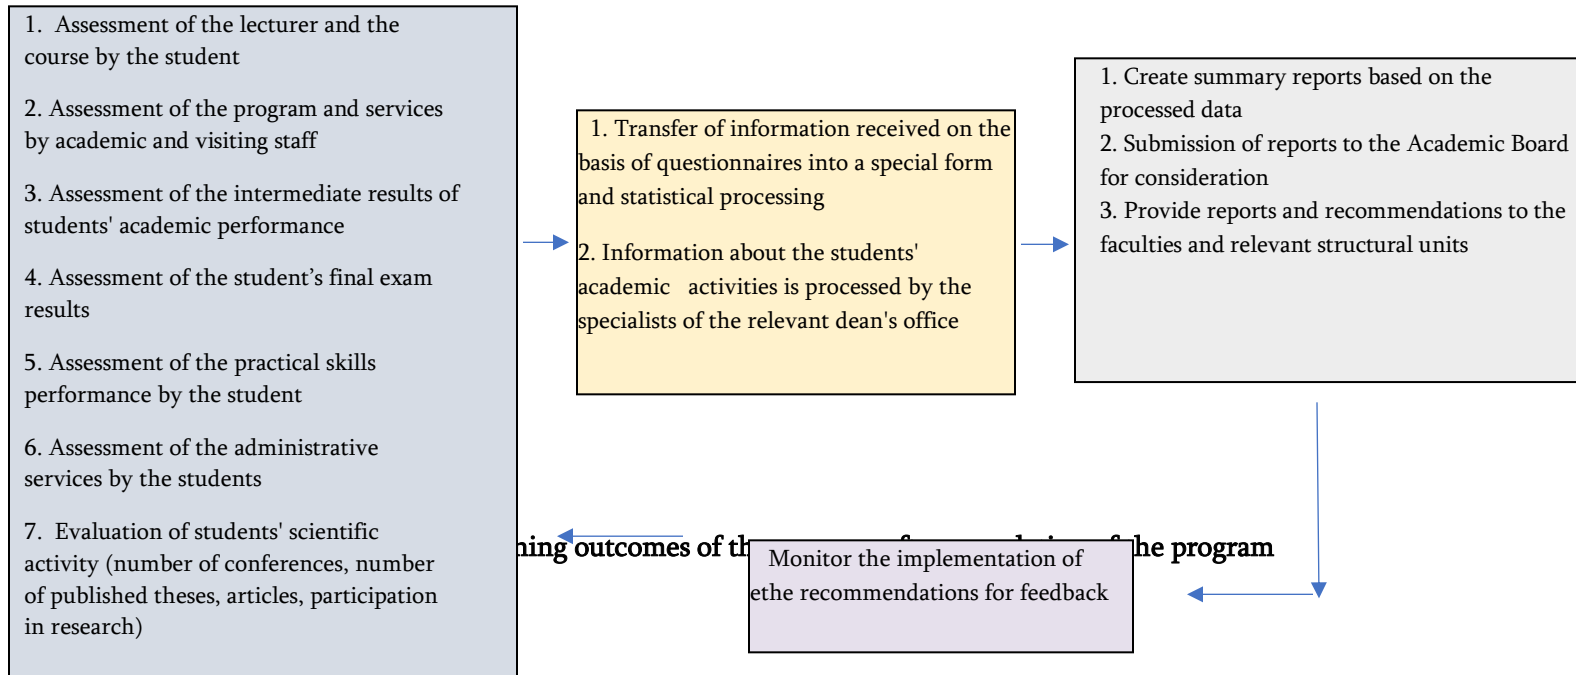 1. Assessment of the lecturer and the
course by the student
2. Assessment of the program and services
by academic and visiting staff
3. Assessment of the intermediate results of
students' academic performance
4. Assessment of the student’s final exam
results
5. Assessment of the practical skills
performance by the student
6. Assessment of the administrative
services by the students
7. Evaluation of students' scientific
activity (number of conferences, number
of published theses, articles, participation
in research)
1. Transfer of information received on the
basis of questionnaires into a special form
and statistical processing
2. Information about the students'
academic activities is processed by the
specialists of the relevant dean's office
1. Create summary reports based on the
processed data
2. Submission of reports to the Academic Board
for consideration
3. Provide reports and recommendations to the
faculties and relevant structural units
outcomes of the program
Monitor the implementation of
ethe recommendations for feedback